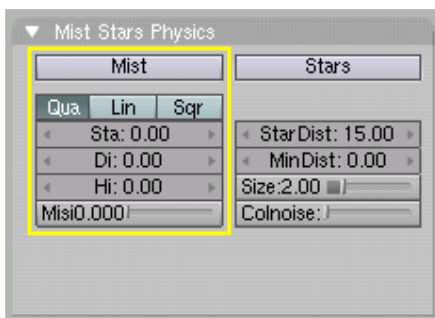 Mist Stars Physics
Mist
Stars
Qua Lin Sqr
Sta: 0.00
StarDist: 15.00
Di: 0.00
MinDist: 0.00
Hi: 0.00
Size:2.00
Misi0.000
Colnoise: